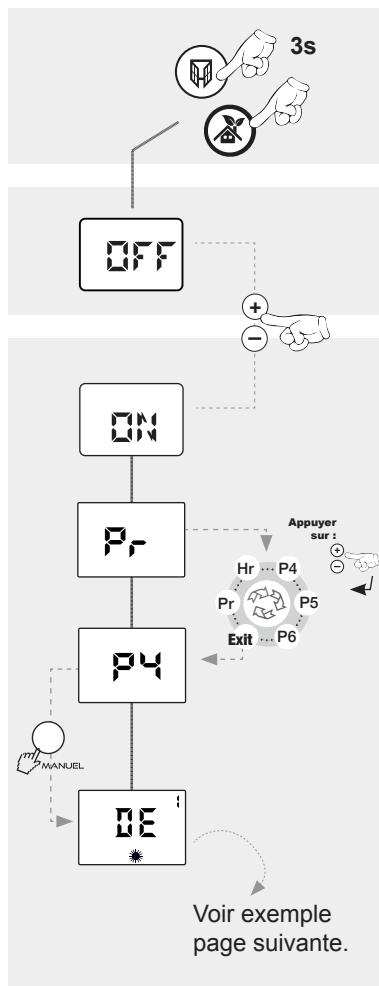 3s
OFF
+
−
ON
Pr
Appuyer
sur :
+
−
Hr P4
Pr P5
Exit P6
P4
MANUEL
DE 1
Voir exemple
page suivante.